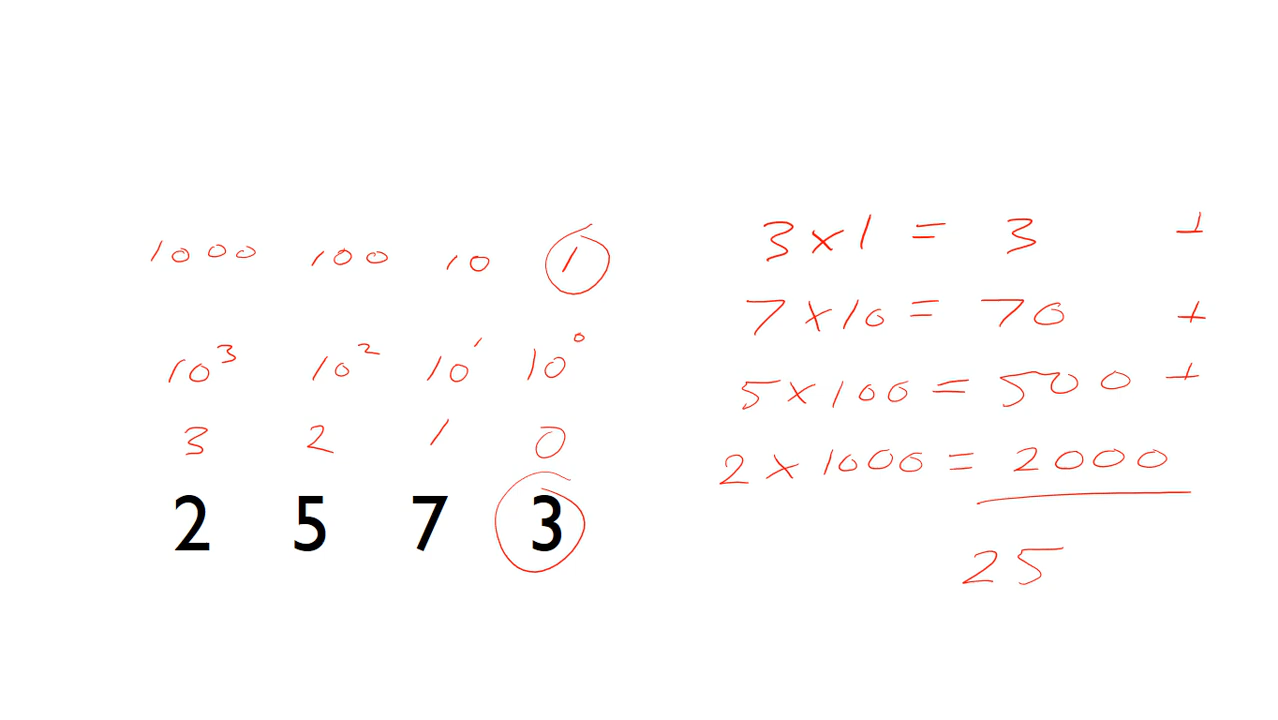 1000 100 10 1
10³ 10² 10¹ 10⁰
3 2 1 0
2 5 7 3
3 x 1 = 3 +
7 x 10 = 70 +
5 x 100 = 500 +
2 x 1000 = 2000
25